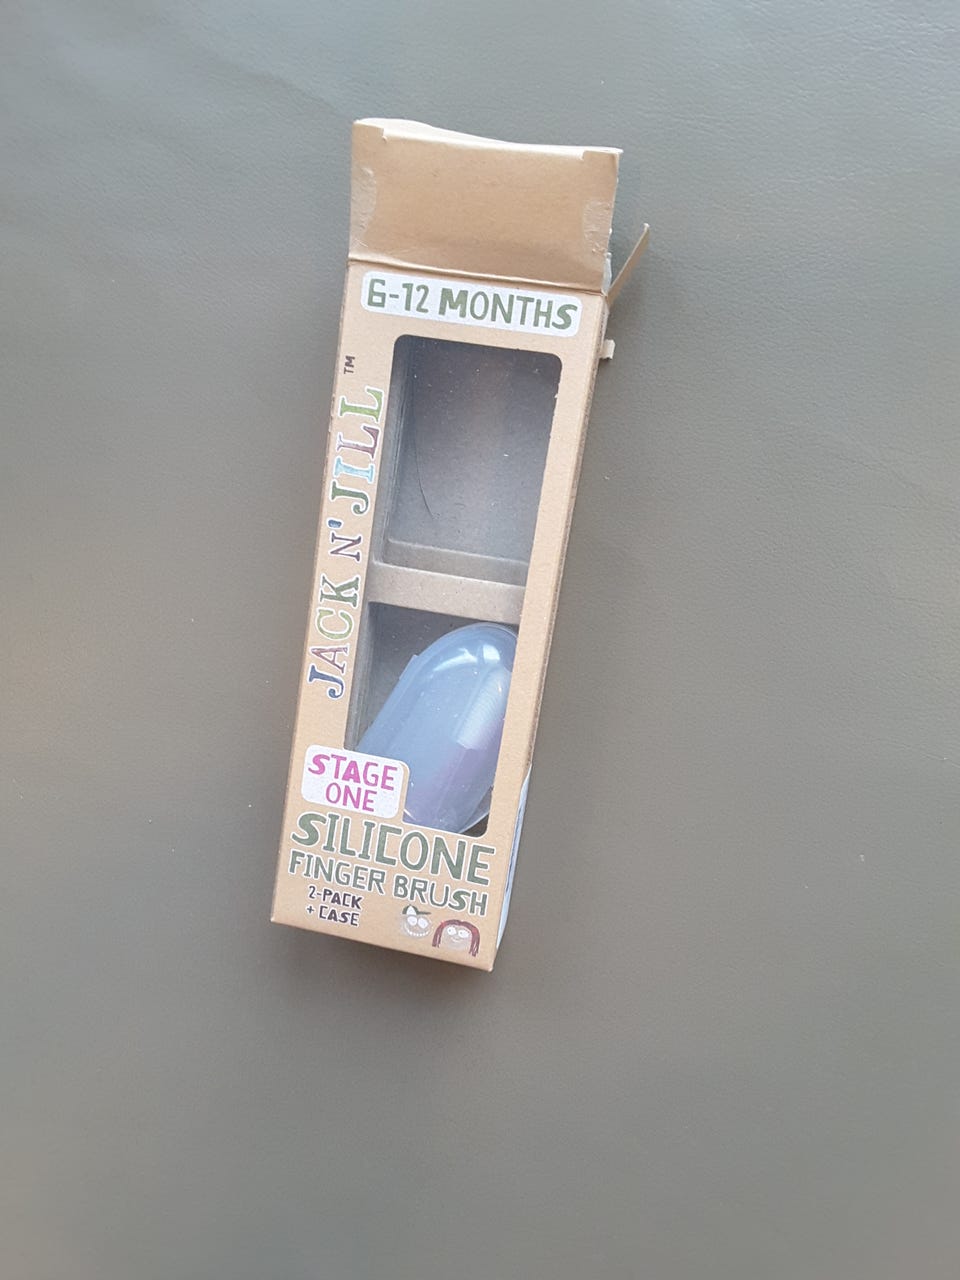 6-12 MONTHS
JACK N' JILL™
STAGE
ONE
SILICONE
FINGER BRUSH
2-PACK
+ CASE